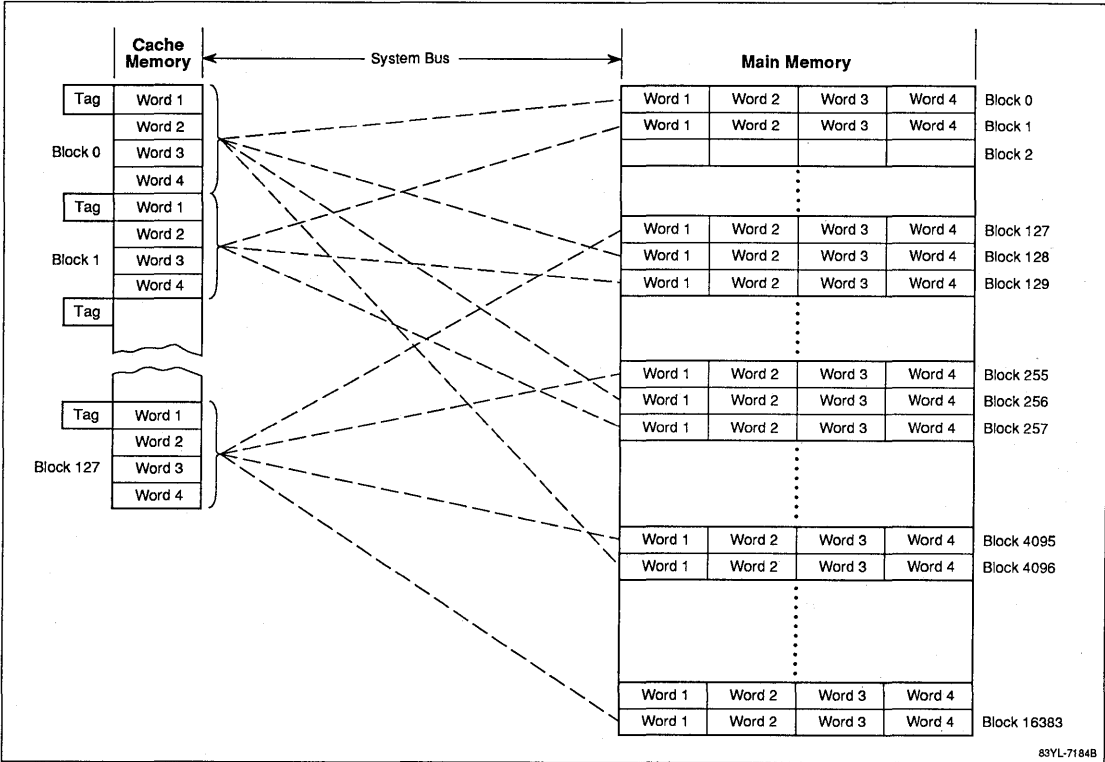 Cache Memory
System Bus
Main Memory
Tag Word 1
Word 2
Block 0 Word 3
Word 4
Tag Word 1
Word 2
Block 1 Word 3
Word 4
Tag
Tag Word 1
Word 2
Block 127 Word 3
Word 4
Word 1 Word 2 Word 3 Word 4 Block 0
Word 1 Word 2 Word 3 Word 4 Block 1
Block 2
Word 1 Word 2 Word 3 Word 4 Block 127
Word 1 Word 2 Word 3 Word 4 Block 128
Word 1 Word 2 Word 3 Word 4 Block 129
Word 1 Word 2 Word 3 Word 4 Block 255
Word 1 Word 2 Word 3 Word 4 Block 256
Word 1 Word 2 Word 3 Word 4 Block 257
Word 1 Word 2 Word 3 Word 4 Block 4095
Word 1 Word 2 Word 3 Word 4 Block 4096
Word 1 Word 2 Word 3 Word 4
Word 1 Word 2 Word 3 Word 4 Block 16383
83YL-7184B